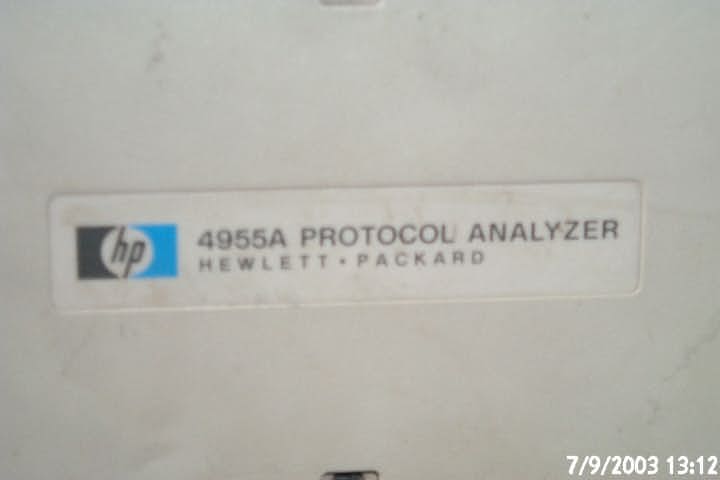 hp
4955A PROTOCOL ANALYZER
HEWLETT • PACKARD
7/9/2003 13:12